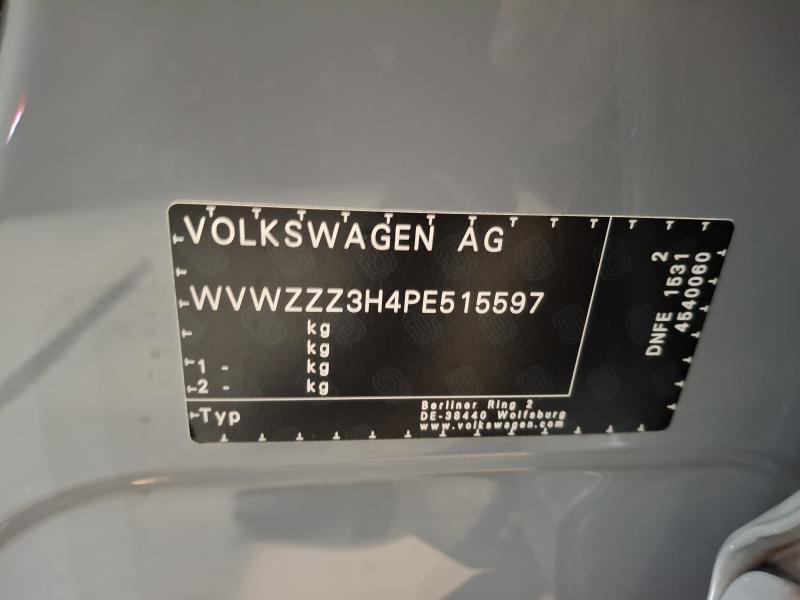 VOLKSWAGEN AG
WVWZZZ3H4PE515597
kg
kg
1 - kg
2 - kg
Typ
Berliner Ring 2
DE-38440 Wolfsburg
www.volkswagen.com
2
DNFE 1531
4540060